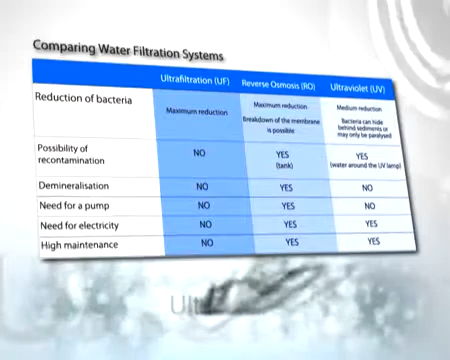 Comparing Water Filtration Systems
Ultrafiltration (UF) Reverse Osmosis (RO) Ultraviolet (UV)
Reduction of bacteria
Maximum reduction
Maximum reduction
Breakdown of the membrane
is possible
Medium reduction
Bacteria can hide
behind sediments or
may only be paralysed
Possibility of
recontamination
NO
YES
(tank)
YES
(water around the UV lamp)
Demineralisation NO YES NO
Need for a pump NO YES NO
Need for electricity NO YES YES
High maintenance NO YES YES
Ult